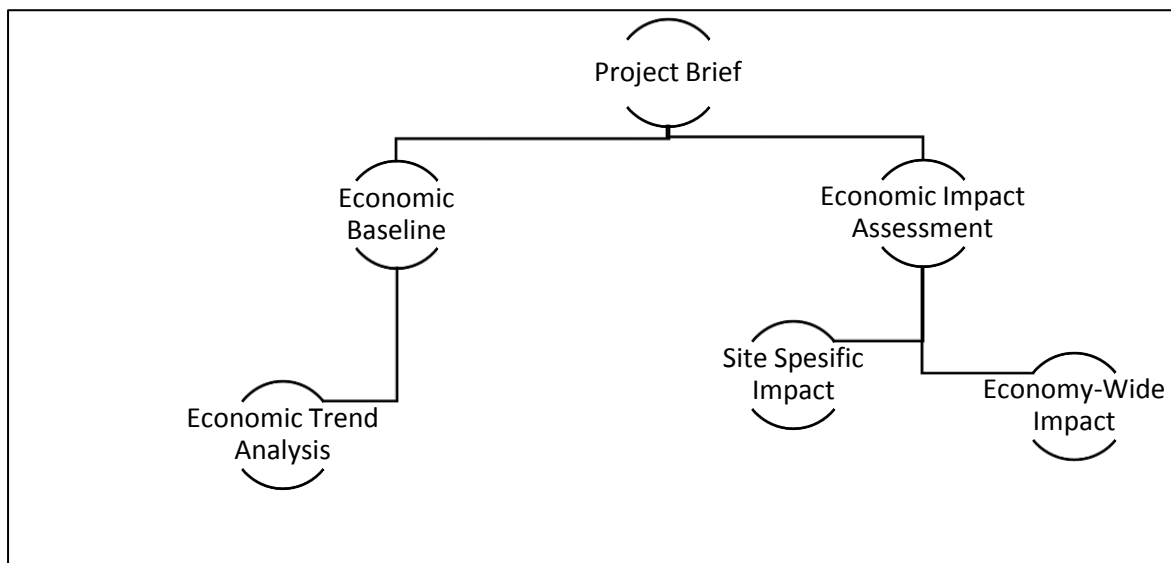 Project Brief
Economic
Baseline
Economic Impact
Assessment
Site Spesific
Impact
Economy-Wide
Impact
Economic Trend
Analysis